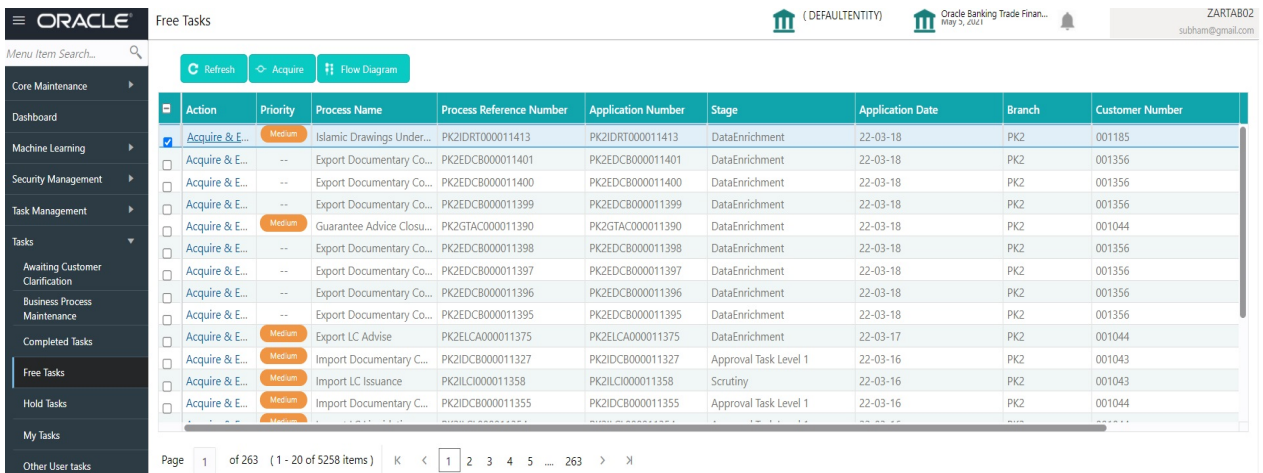 ORACLE
Free Tasks
( DEFAULTENTITY)
Oracle Banking Trade Finan...
May 5, 2021
ZARTAB02
subham@gmail.com
Menu Item Search...
Core Maintenance
Dashboard
Machine Learning
Security Management
Task Management
Tasks
Awaiting Customer
Clarification
Business Process
Maintenance
Completed Tasks
Free Tasks
Hold Tasks
My Tasks
Other User tasks
Refresh Acquire Flow Diagram
Action Priority Process Name Process Reference Number Application Number Stage Application Date Branch Customer Number
Acquire & E... Medium Islamic Drawings Under... PK2IDRT000011413 PK2IDRT000011413 DataEnrichment 22-03-18 PK2 001185
Acquire & E... -- Export Documentary Co... PK2EDCB000011401 PK2EDCB000011401 DataEnrichment 22-03-18 PK2 001356
Acquire & E... -- Export Documentary Co... PK2EDCB000011400 PK2EDCB000011400 DataEnrichment 22-03-18 PK2 001356
Acquire & E... -- Export Documentary Co... PK2EDCB000011399 PK2EDCB000011399 DataEnrichment 22-03-18 PK2 001356
Acquire & E... Medium Guarantee Advice Closu... PK2GTAC000011390 PK2GTAC000011390 DataEnrichment 22-03-18 PK2 001044
Acquire & E... -- Export Documentary Co... PK2EDCB000011398 PK2EDCB000011398 DataEnrichment 22-03-18 PK2 001356
Acquire & E... -- Export Documentary Co... PK2EDCB000011397 PK2EDCB000011397 DataEnrichment 22-03-18 PK2 001356
Acquire & E... -- Export Documentary Co... PK2EDCB000011396 PK2EDCB000011396 DataEnrichment 22-03-18 PK2 001356
Acquire & E... -- Export Documentary Co... PK2EDCB000011395 PK2EDCB000011395 DataEnrichment 22-03-18 PK2 001356
Acquire & E... Medium Export LC Advise PK2ELCA000011375 PK2ELCA000011375 DataEnrichment 22-03-17 PK2 001044
Acquire & E... Medium Import Documentary C... PK2IDCB000011327 PK2IDCB000011327 Approval Task Level 1 22-03-16 PK2 001043
Acquire & E... Medium Import LC Issuance PK2ILCI000011358 PK2ILCI000011358 Scrutiny 22-03-16 PK2 001043
Acquire & E... Medium Import Documentary C... PK2IDCB000011355 PK2IDCB000011355 Approval Task Level 1 22-03-16 PK2 001044
Page 1 of 263 (1 - 20 of 5258 items) 1 2 3 4 5 ... 263